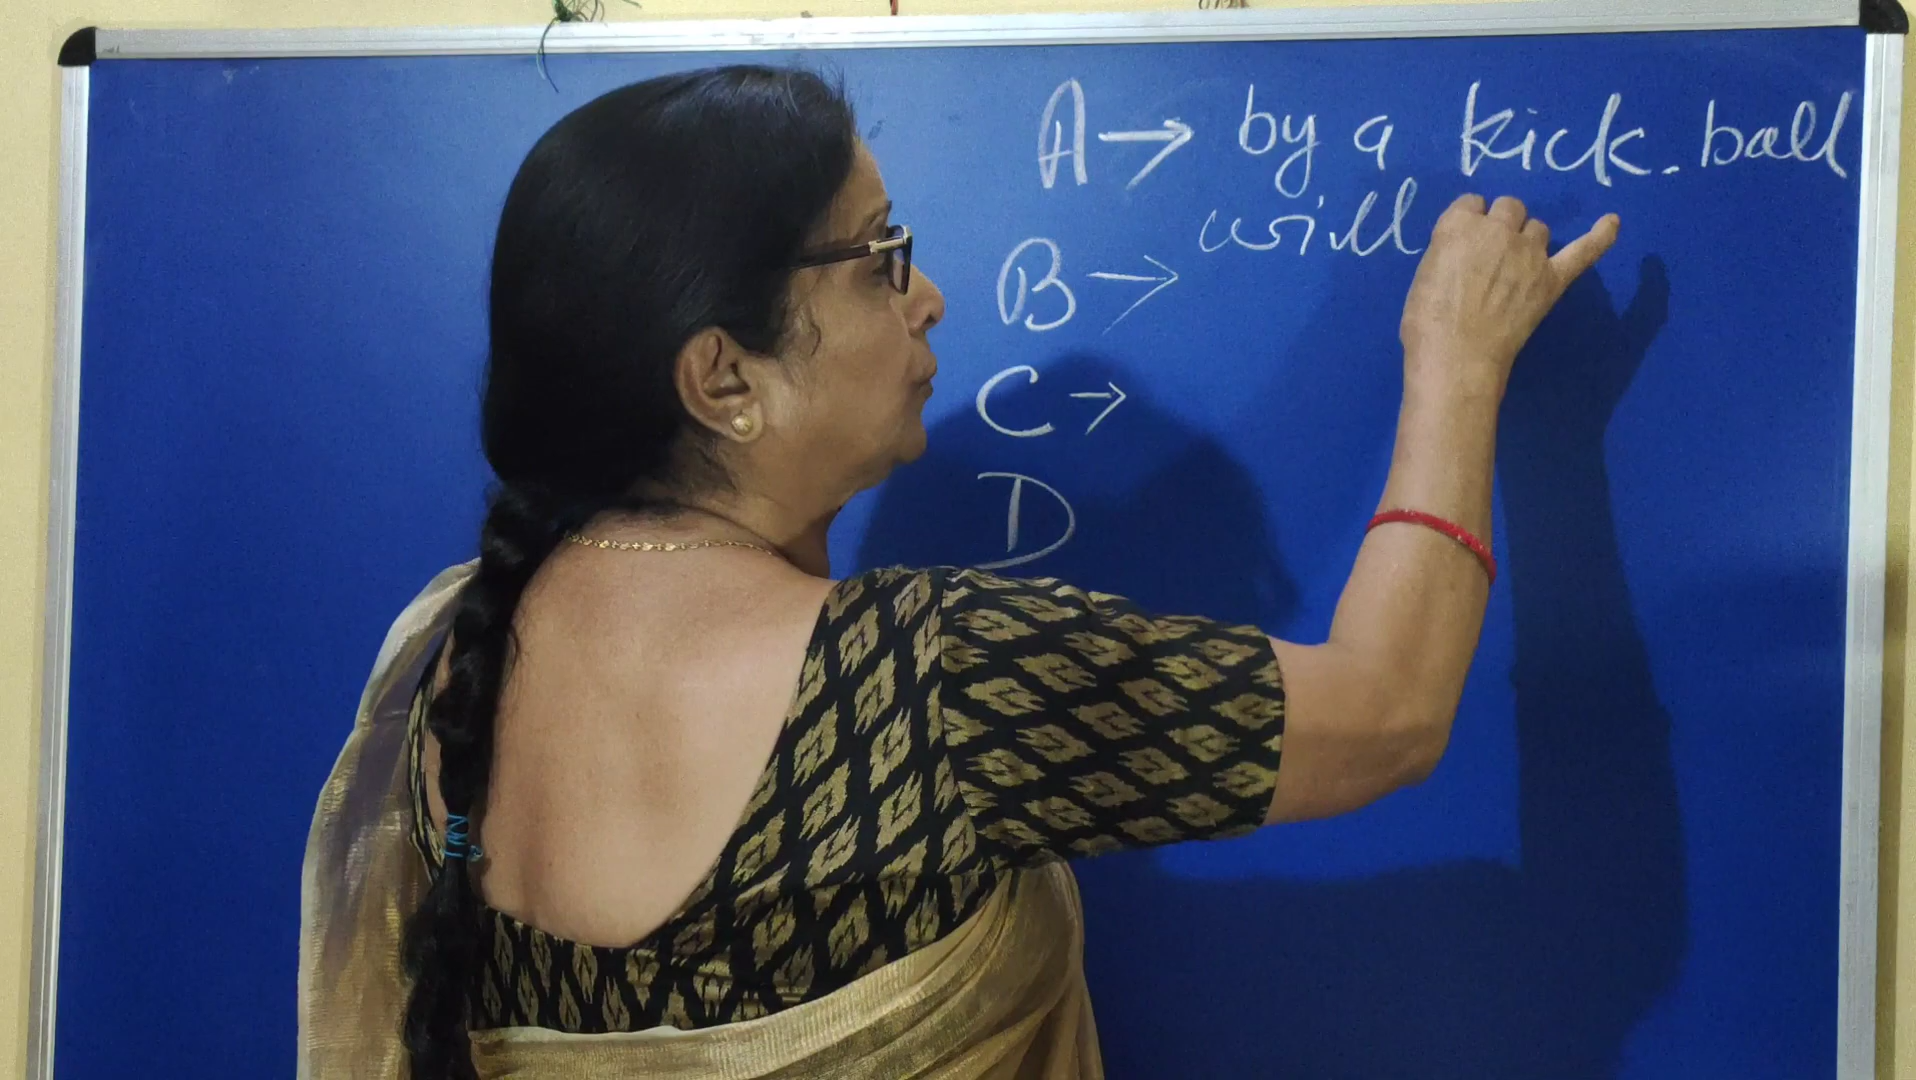 A → by a kick. ball
will
B →
C →
D